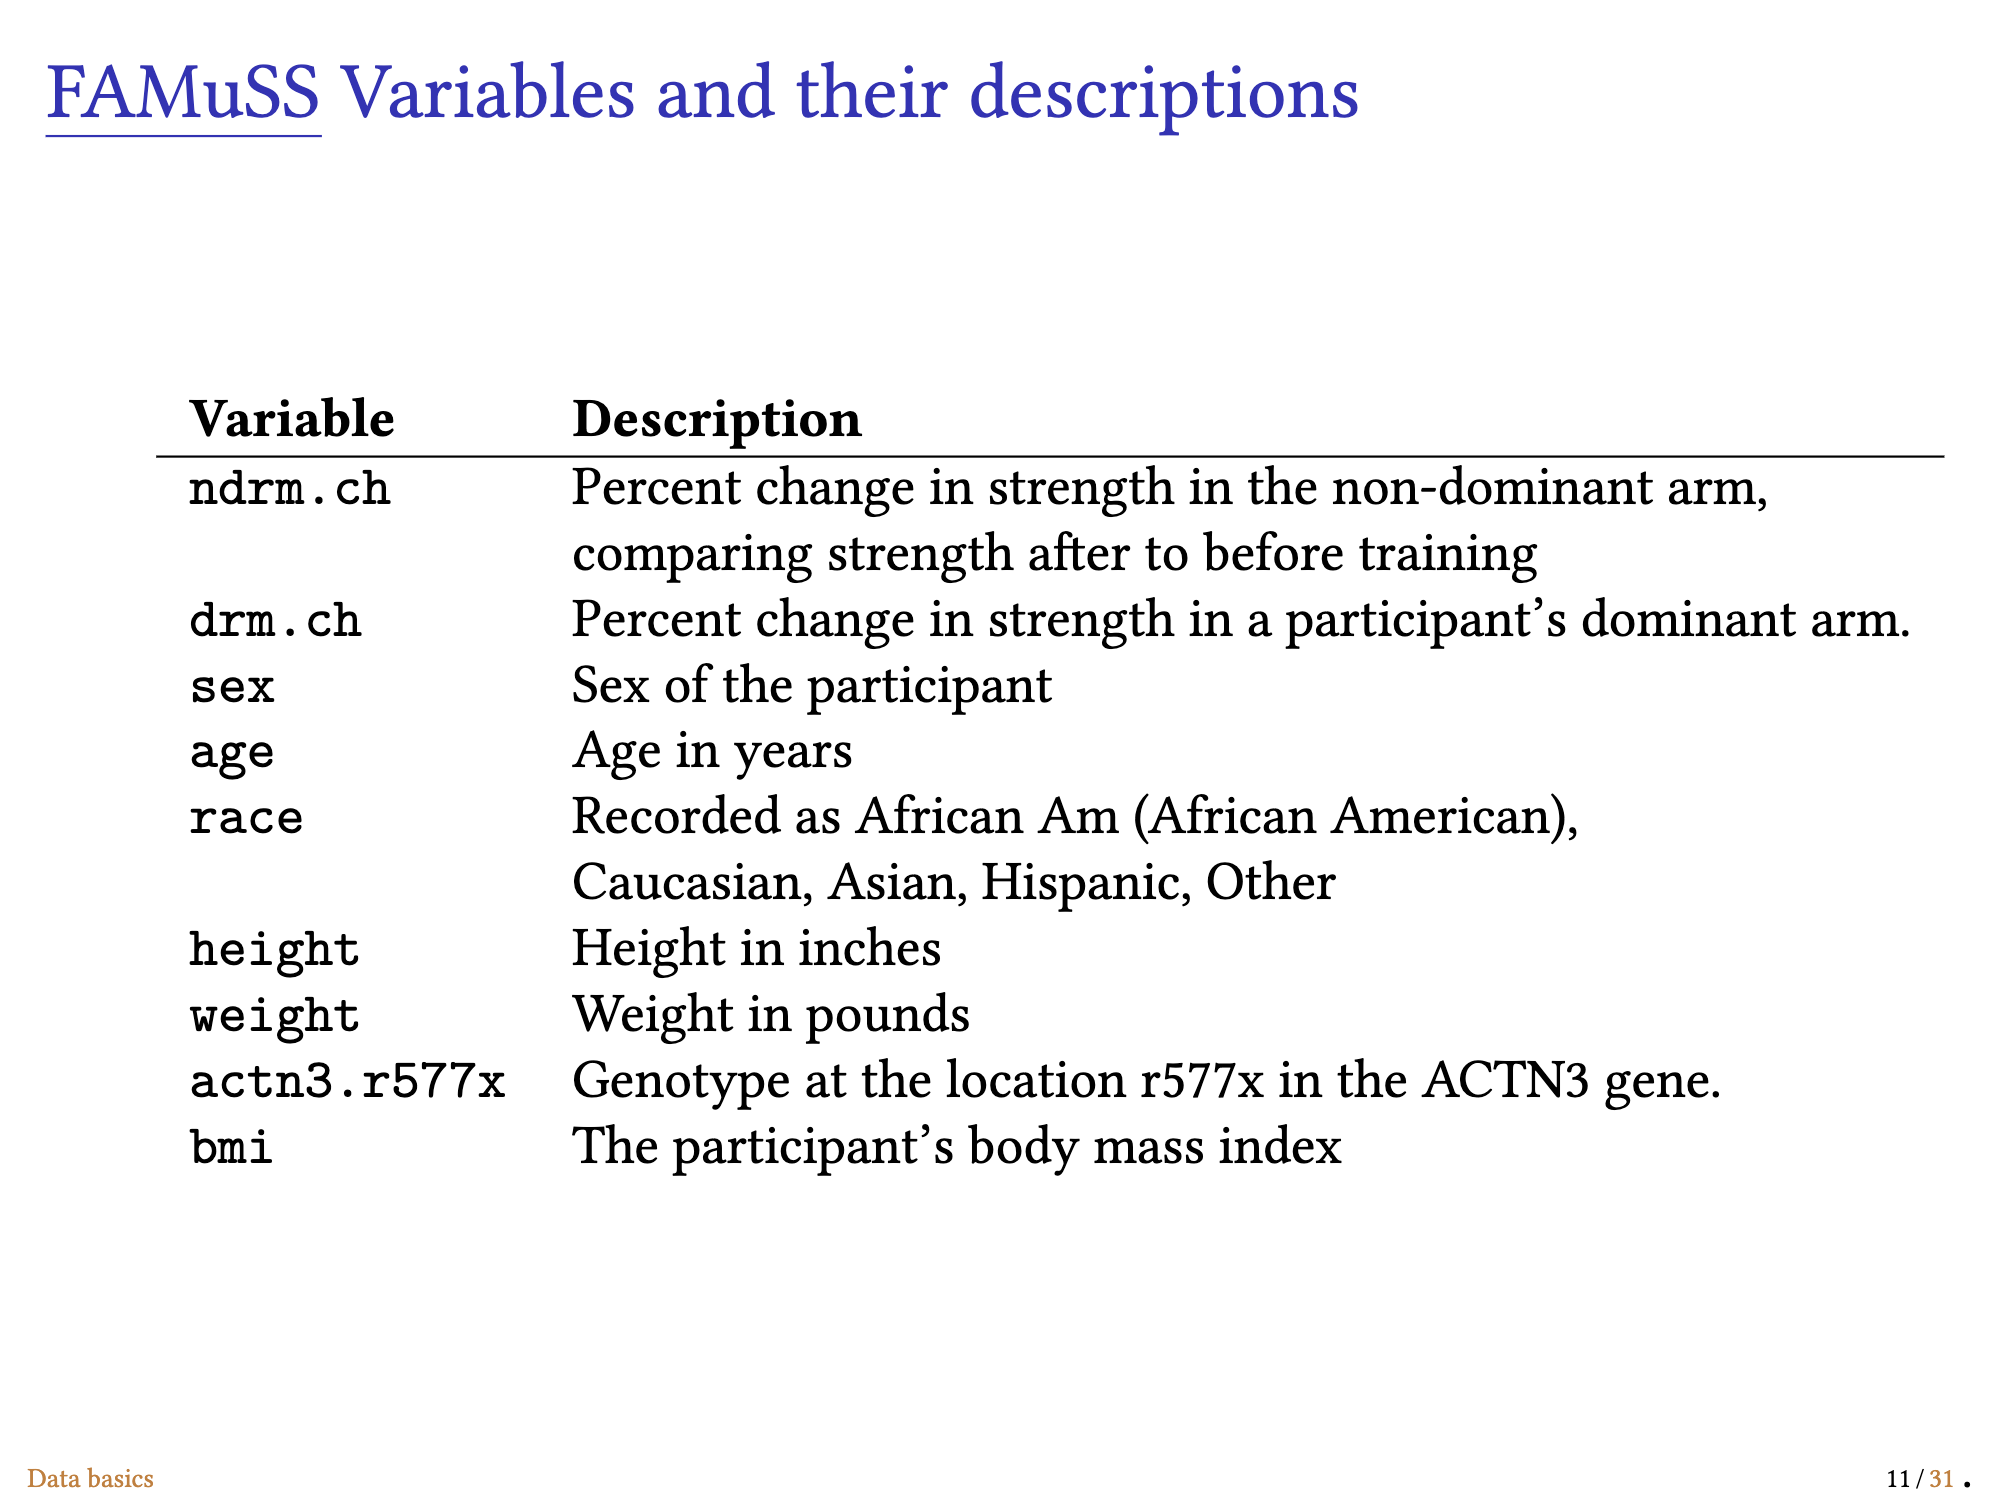 FAMuSS Variables and their descriptions
Variable Description
ndrm.ch Percent change in strength in the non-dominant arm,
comparing strength after to before training
drm.ch Percent change in strength in a participant’s dominant arm.
sex Sex of the participant
age Age in years
race Recorded as African Am (African American),
Caucasian, Asian, Hispanic, Other
height Height in inches
weight Weight in pounds
actn3.r577x Genotype at the location r577x in the ACTN3 gene.
bmi The participant’s body mass index
Data basics 11 / 31 .